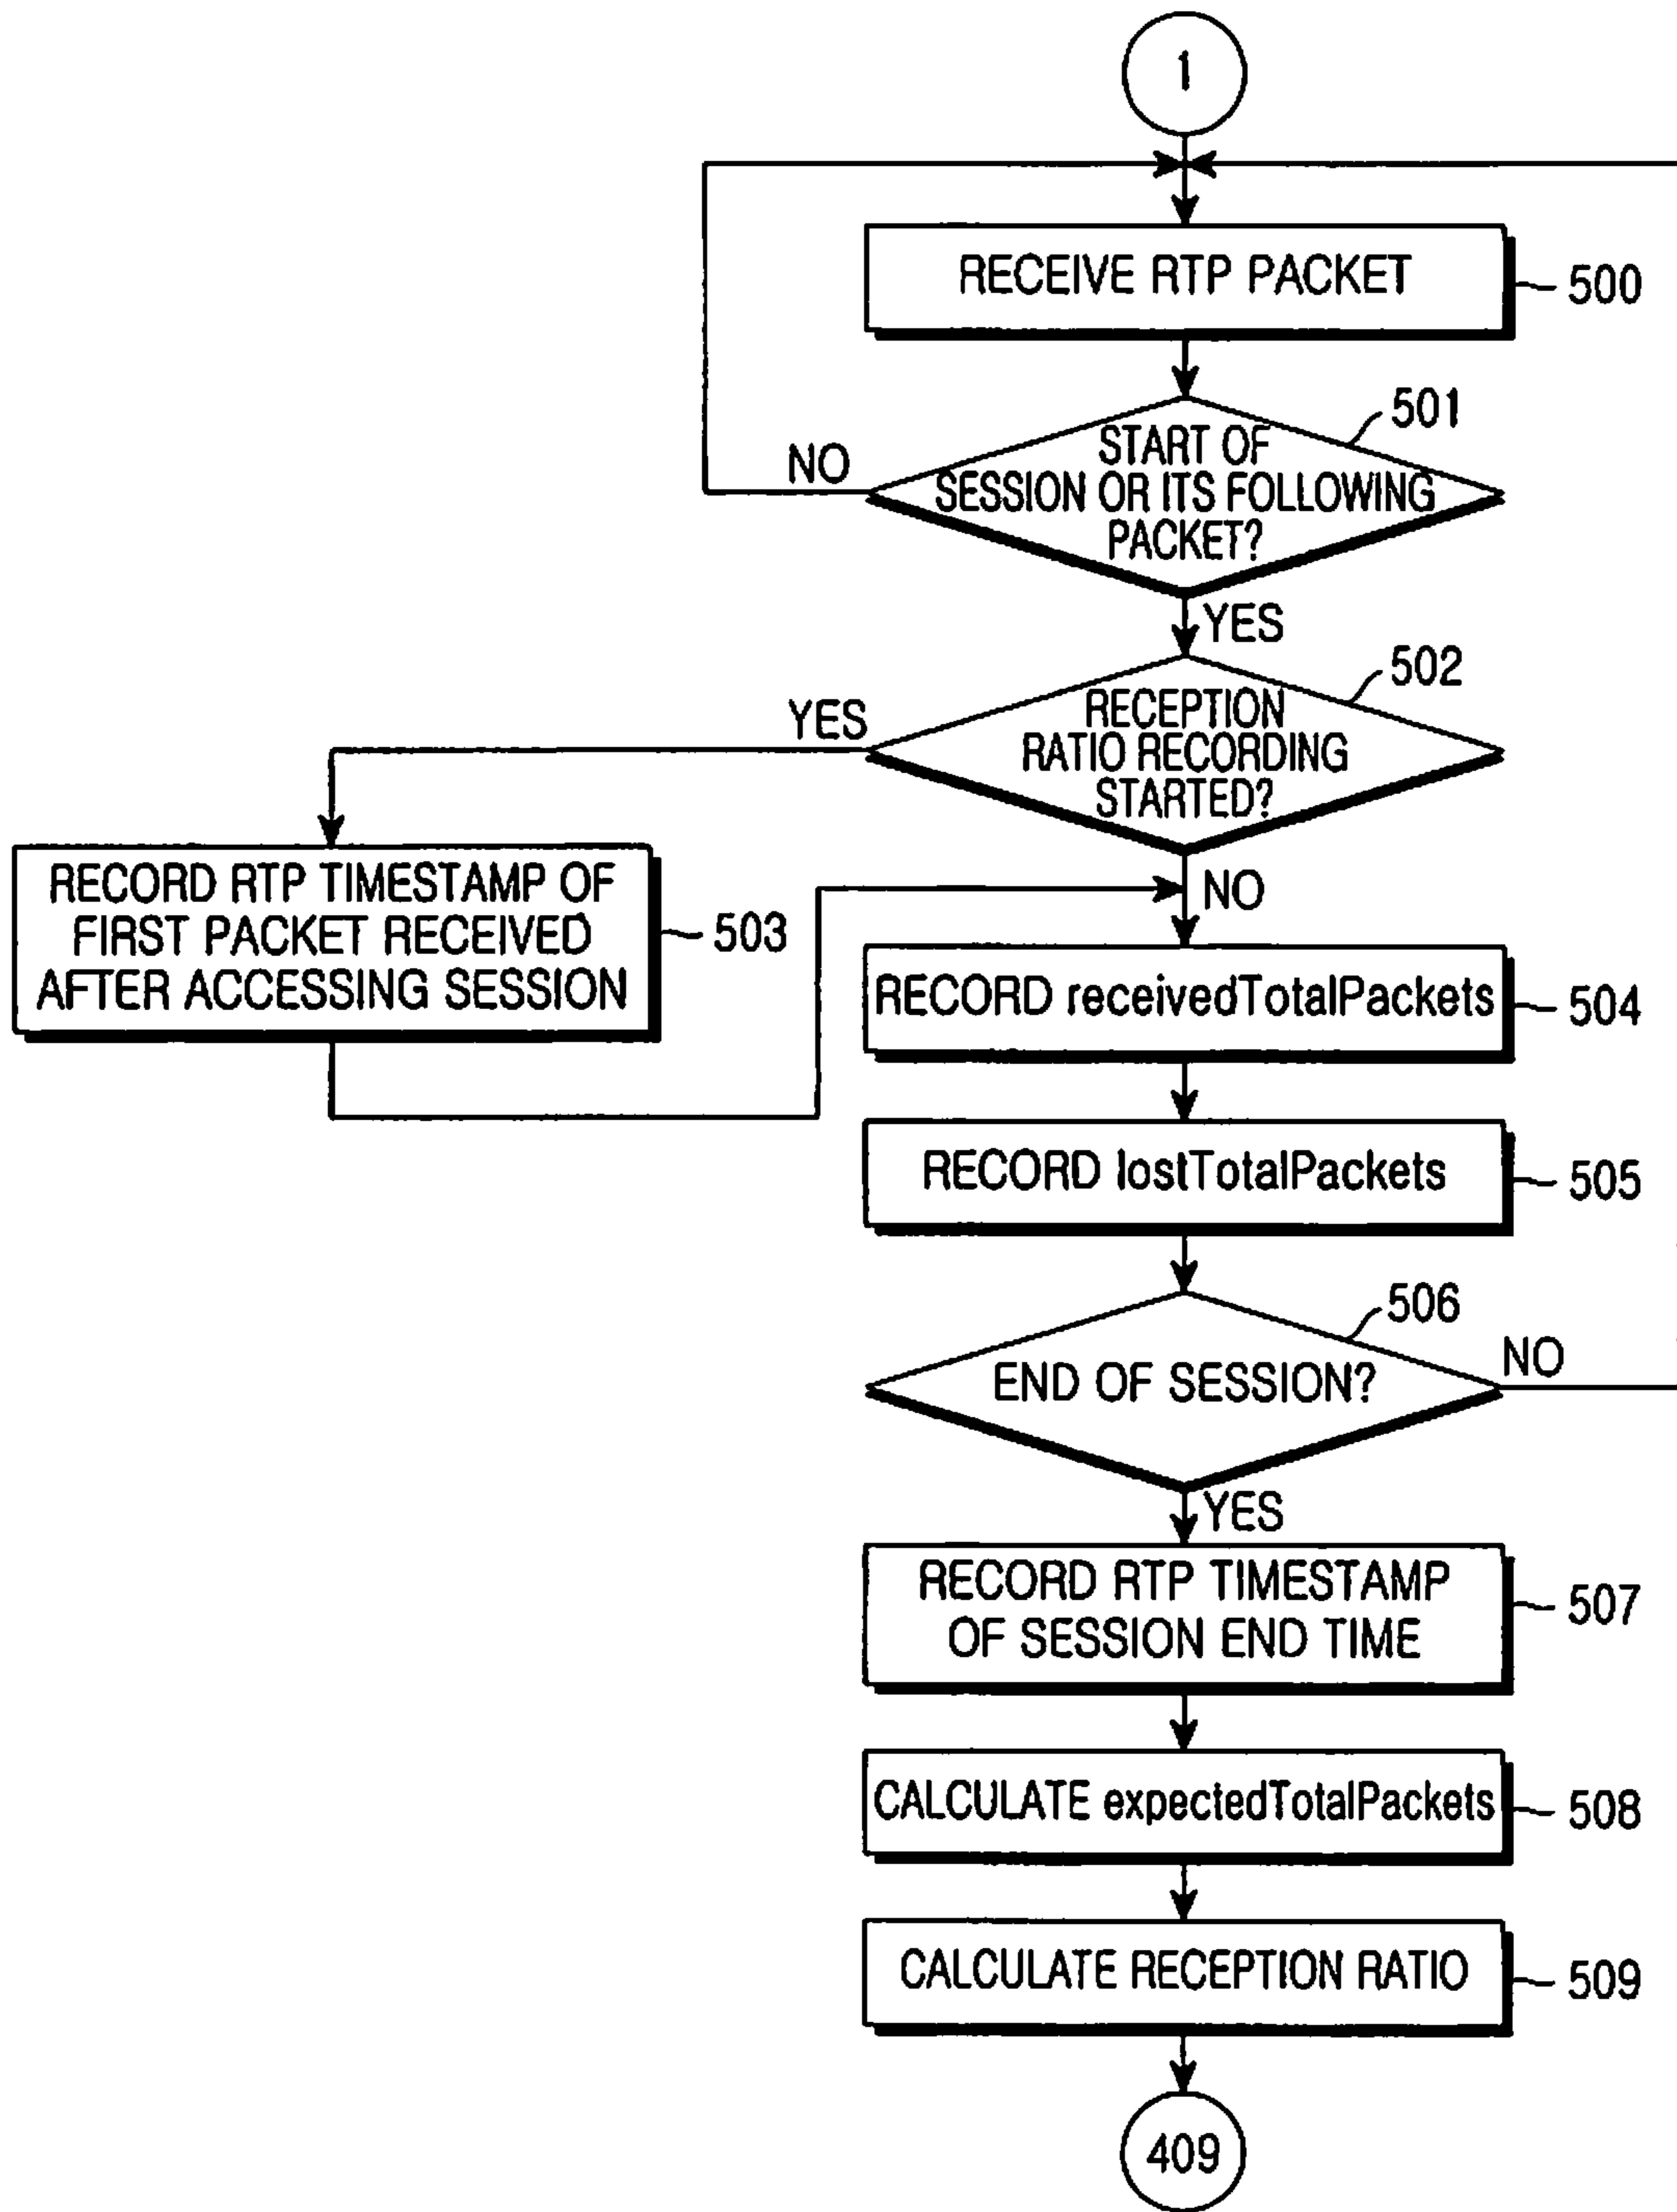 1
RECEIVE RTP PACKET
500
501
START OF
SESSION OR ITS FOLLOWING
PACKET?
NO
YES
502
RECEPTION
RATIO RECORDING
STARTED?
YES
NO
RECORD RTP TIMESTAMP OF
FIRST PACKET RECEIVED
AFTER ACCESSING SESSION
503
RECORD receivedTotalPackets
504
RECORD lostTotalPackets
505
506
END OF SESSION?
NO
YES
RECORD RTP TIMESTAMP
OF SESSION END TIME
507
CALCULATE expectedTotalPackets
508
CALCULATE RECEPTION RATIO
509
409